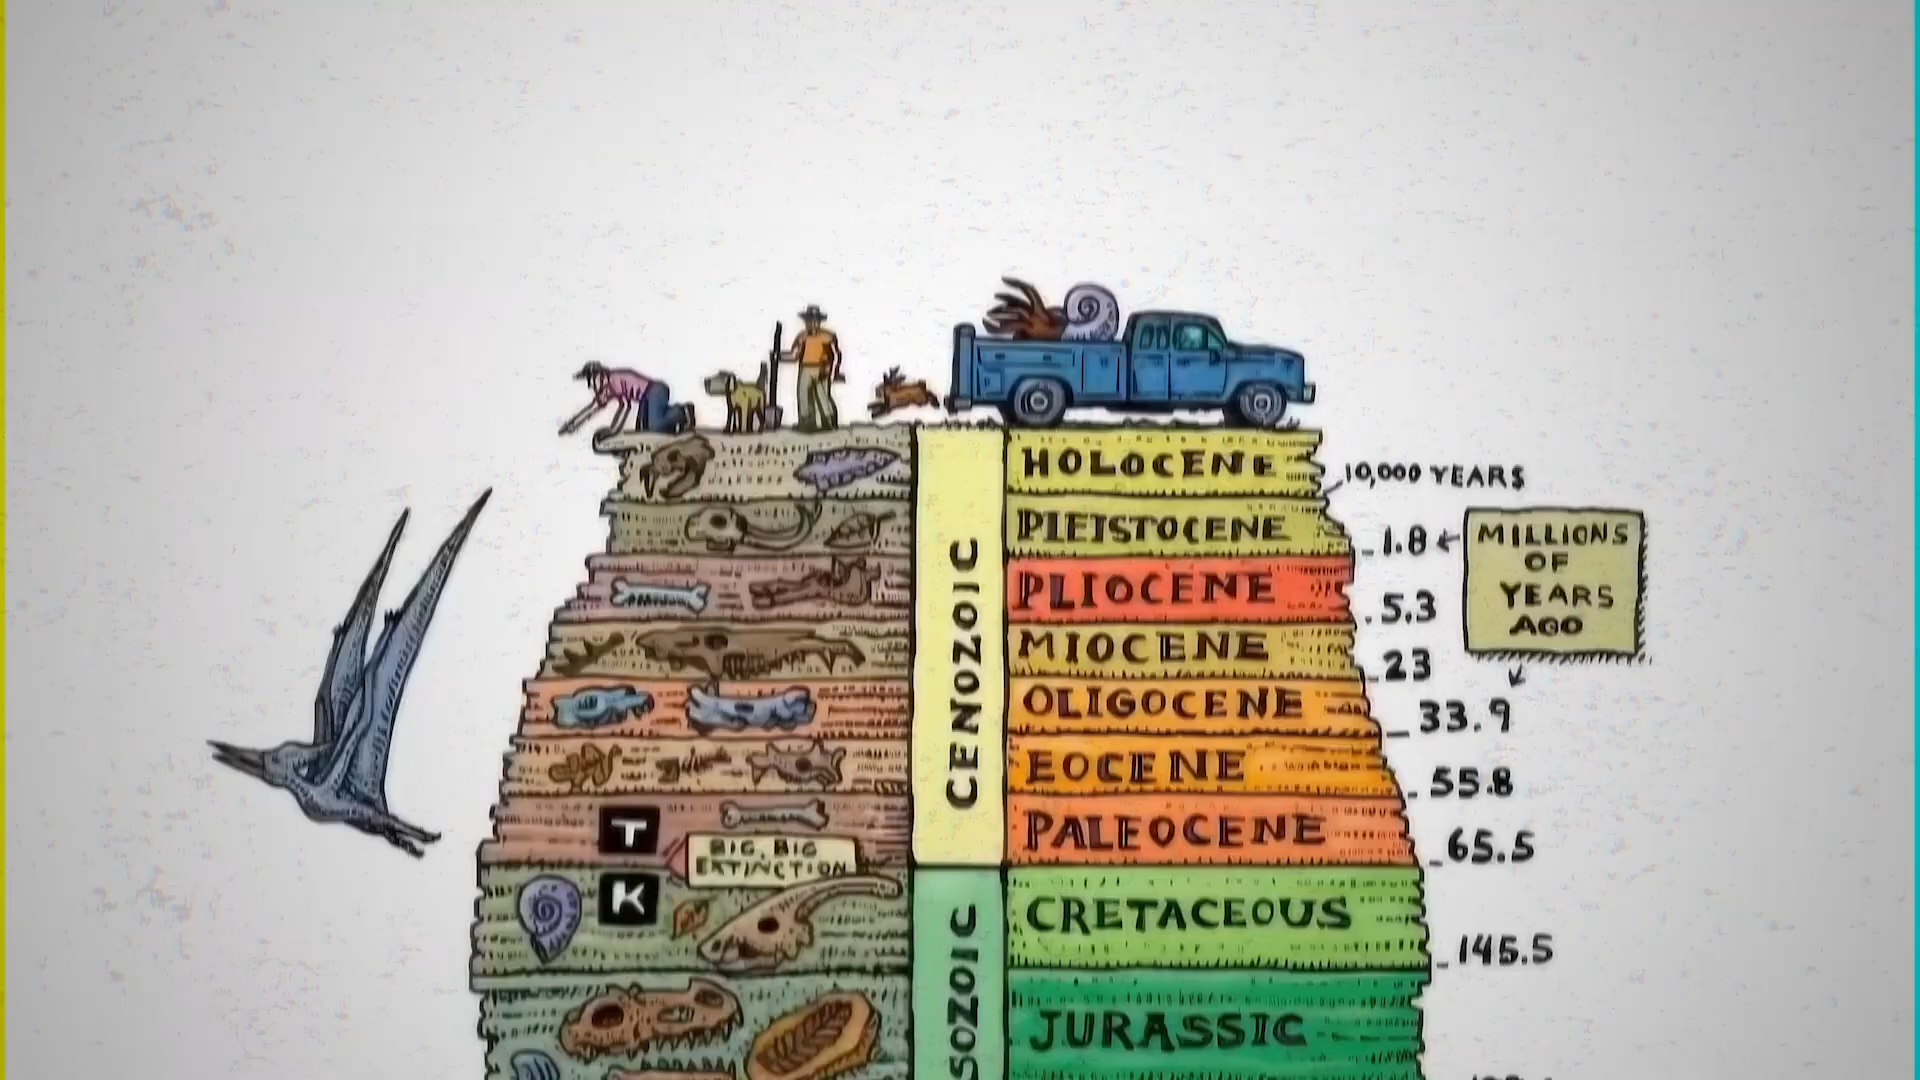 HOLOCENE
10,000 YEARS
PLEISTOCENE
1.8
MILLIONS
OF
YEARS
AGO
PLIOCENE
5.3
MIOCENE
23
OLIGOCENE
33.9
EOCENE
55.8
PALEOCENE
65.5
CENOZOIC
T
BIG, BIG
EXTINCTION
K
CRETACEOUS
145.5
SOZOIC
JURASSIC